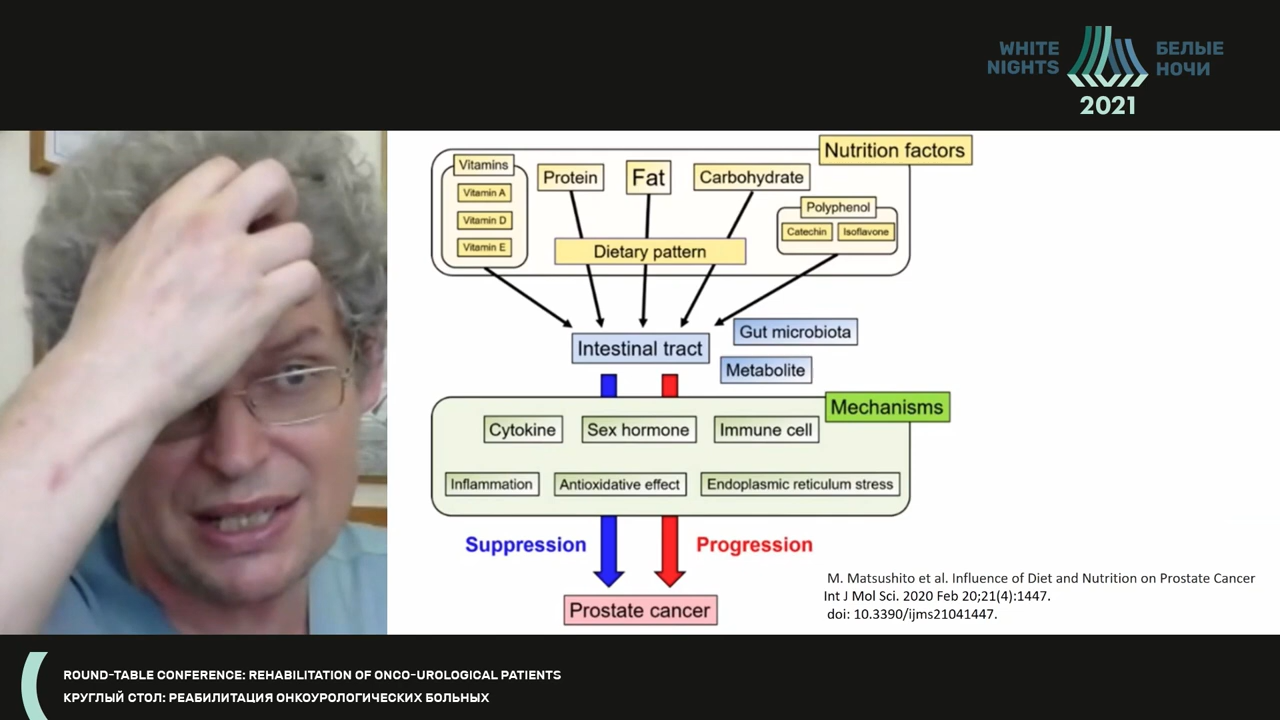 WHITE
NIGHTS
БЕЛЫЕ
НОЧИ
2021
Nutrition factors
Vitamins
Vitamin A
Vitamin D
Vitamin E
Protein
Fat
Carbohydrate
Polyphenol
Catechin
Isoflavone
Dietary pattern
Intestinal tract
Gut microbiota
Metabolite
Mechanisms
Cytokine
Sex hormone
Immune cell
Inflammation
Antioxidative effect
Endoplasmic reticulum stress
Suppression
Progression
Prostate cancer
M. Matsushito et al. Influence of Diet and Nutrition on Prostate Cancer
Int J Mol Sci. 2020 Feb 20;21(4):1447.
doi: 10.3390/ijms21041447.
ROUND-TABLE CONFERENCE: REHABILITATION OF ONCO-UROLOGICAL PATIENTS
КРУГЛЫЙ СТОЛ: РЕАБИЛИТАЦИЯ ОНКОУРОЛОГИЧЕСКИХ БОЛЬНЫХ